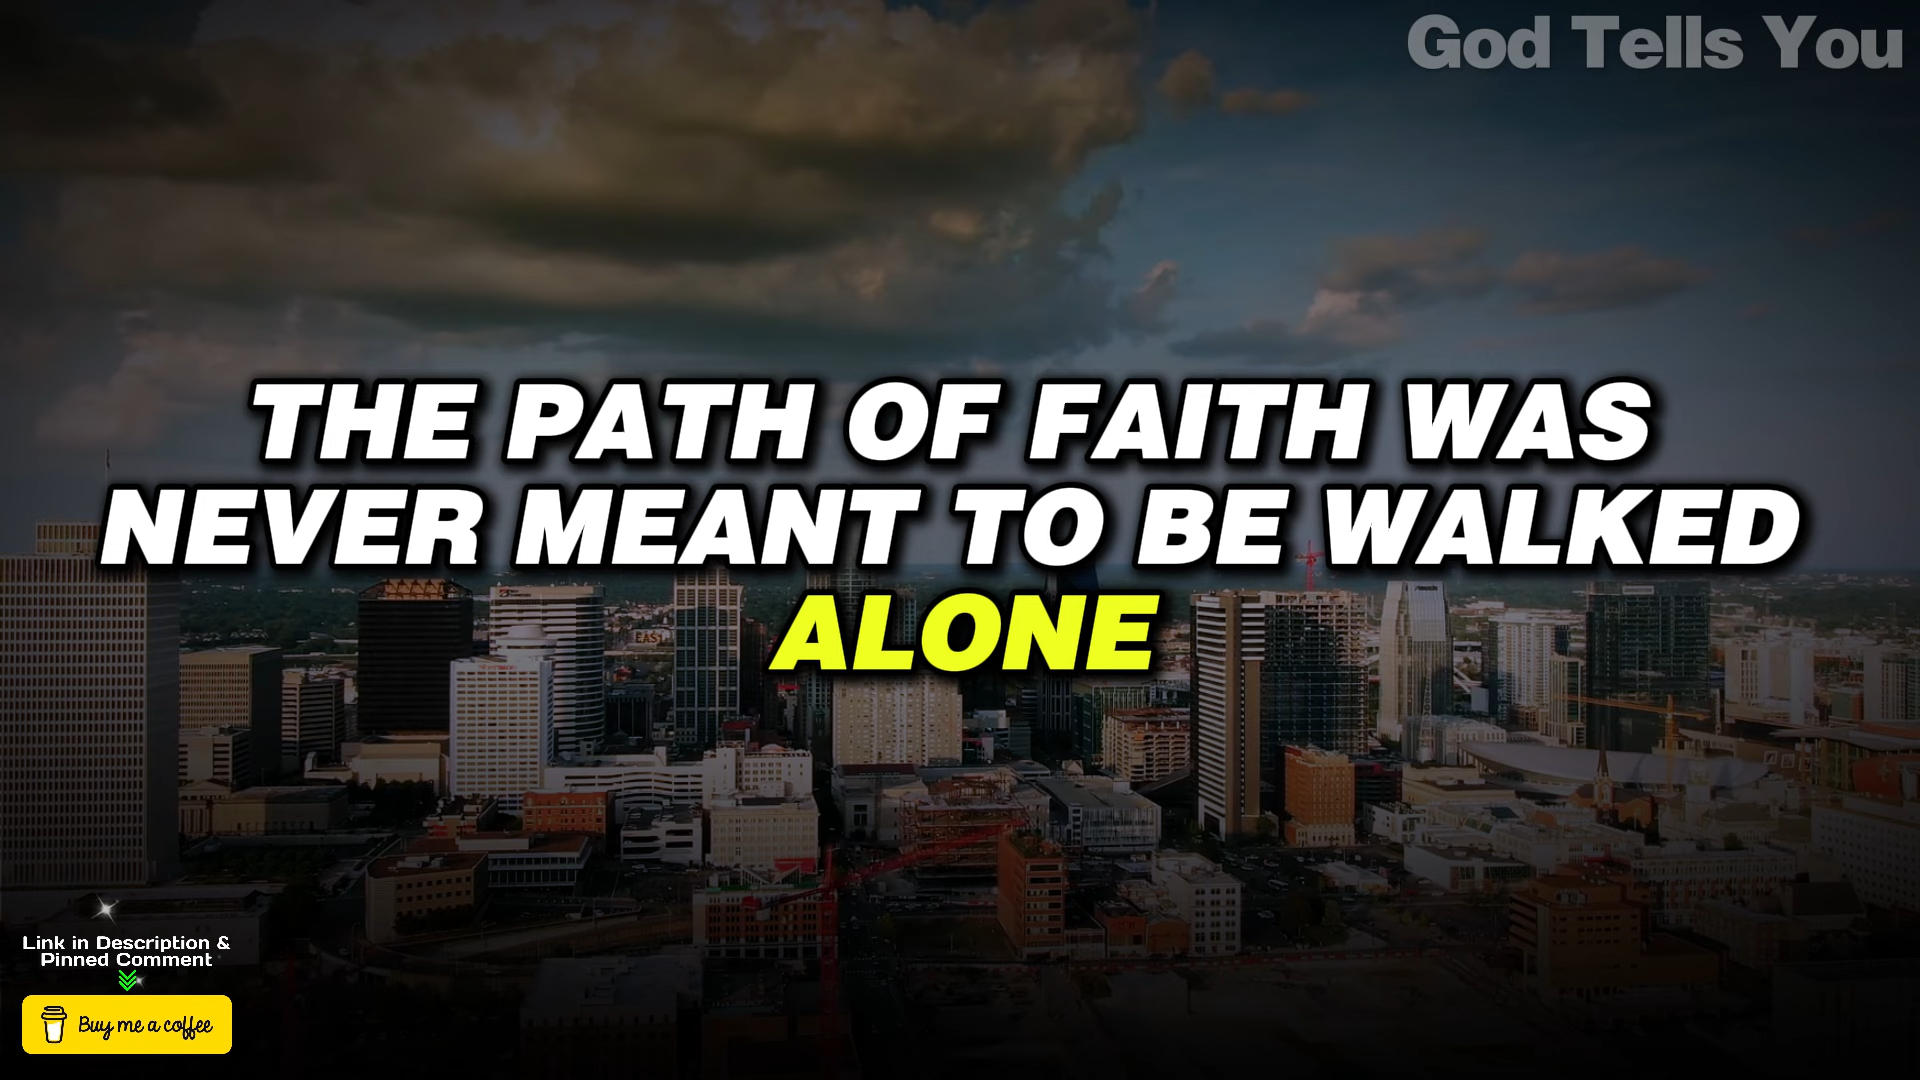 God Tells You
THE PATH OF FAITH WAS
NEVER MEANT TO BE WALKED
ALONE
EAST
Link in Description &
Pinned Comment
Buy me a coffee